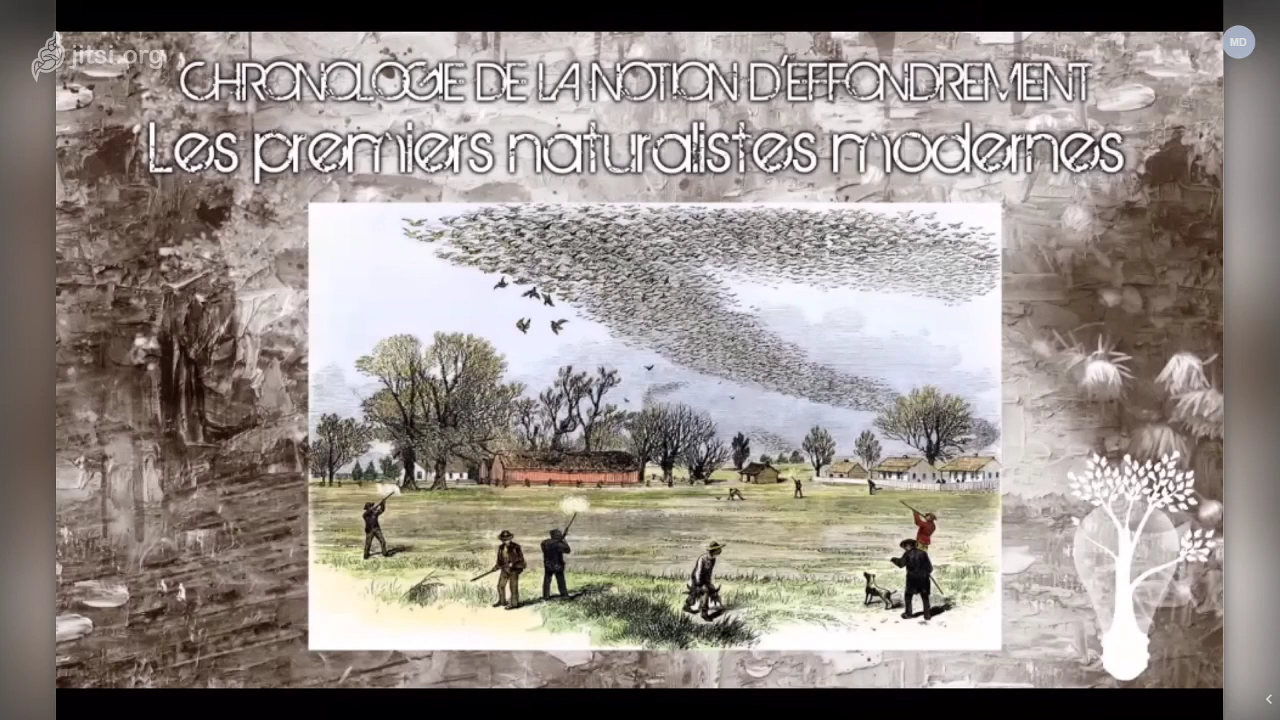 jitsi.org
MD
CHRONOLOGIE DE LA NOTION D'EFFONDREMENT
Les premiers naturalistes modernes